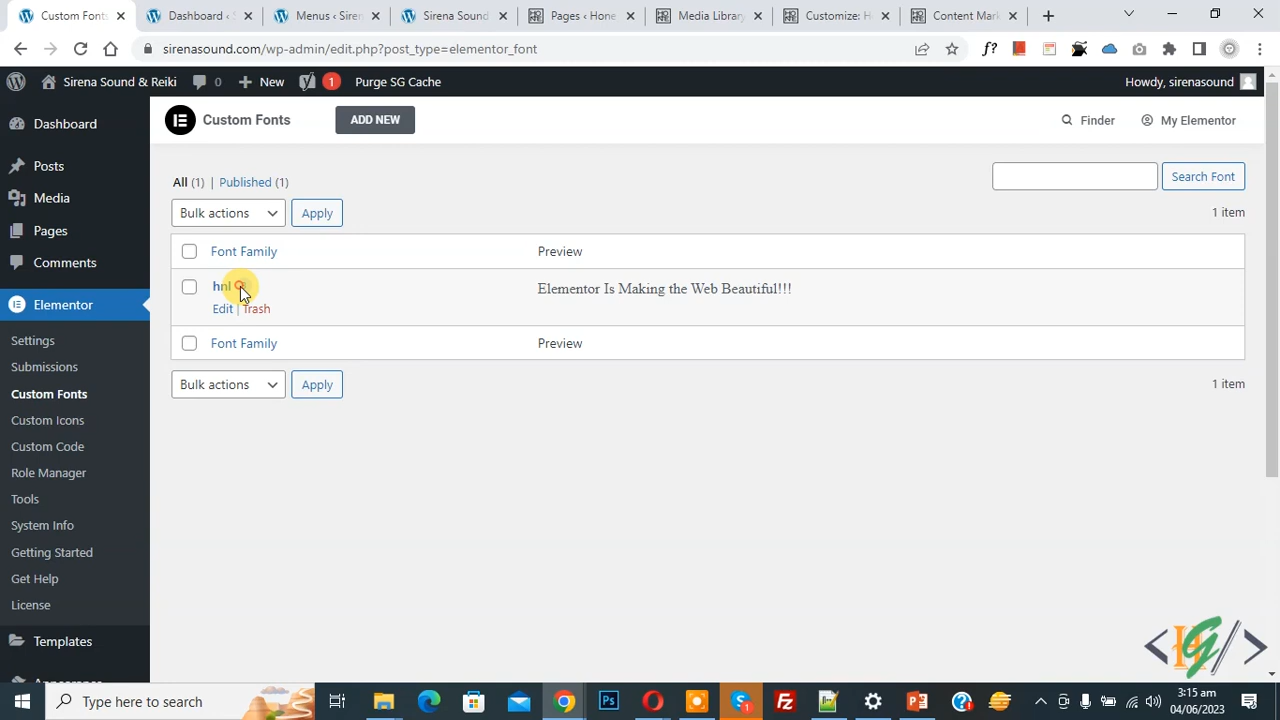 Custom Fonts
Dashboard ‹ S
Menus ‹ Siren
Sirena Sound
Pages ‹ Hone
Media Library
Customize: H
Content Mark
sirenasound.com/wp-admin/edit.php?post_type=elementor_font
f?
Sirena Sound & Reiki
0
New
1
Purge SG Cache
Howdy, sirenasound
Dashboard
Posts
Media
Pages
Comments
Elementor
Settings
Submissions
Custom Fonts
Custom Icons
Custom Code
Role Manager
Tools
System Info
Getting Started
Get Help
License
Templates
Custom Fonts
ADD NEW
Finder
My Elementor
All (1) | Published (1)
Search Font
Bulk actions
Apply
1 item
Font Family
Preview
hnl
Elementor Is Making the Web Beautiful!!!
Edit | Trash
Font Family
Preview
Bulk actions
Apply
1 item
Type here to search
Ps
1
3:15 am
04/06/2023